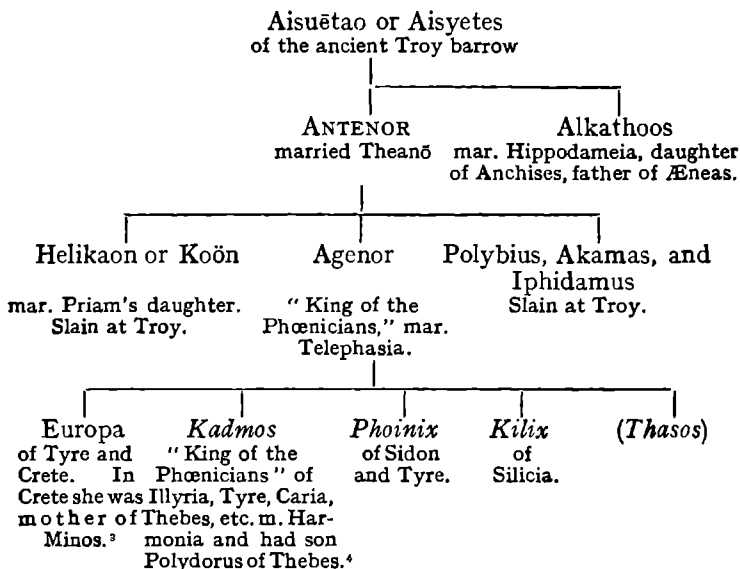 Aisuētao or Aisyetes
of the ancient Troy barrow
ANTENOR
married Theanō
Alkathoos
mar. Hippodameia, daughter
of Anchises, father of Æneas.
Helikaon or Koön
mar. Priam's daughter.
Slain at Troy.
Agenor
"King of the
Phœnicians," mar.
Telephasia.
Polybius, Akamas, and
Iphidamus
Slain at Troy.
Europa
of Tyre and
Crete. In
Crete she was
mother of
Minos.³
Kadmos
"King of the
Phœnicians" of
Illyria, Tyre, Caria,
Thebes, etc. m. Har-
monia and had son
Polydorus of Thebes.⁴
Phoinix
of Sidon
and Tyre.
Kilix
of
Silicia.
(Thasos)